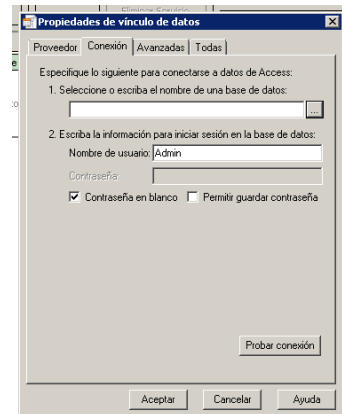 Eliminar Servicio
Propiedades de vínculo de datos
Proveedor Conexión Avanzadas Todas
Especifique lo siguiente para conectarse a datos de Access:
1. Seleccione o escriba el nombre de una base de datos:
...
2. Escriba la información para iniciar sesión en la base de datos:
Nombre de usuario: Admin
Contraseña:
Contraseña en blanco Permitir guardar contraseña
Probar conexión
Aceptar Cancelar Ayuda